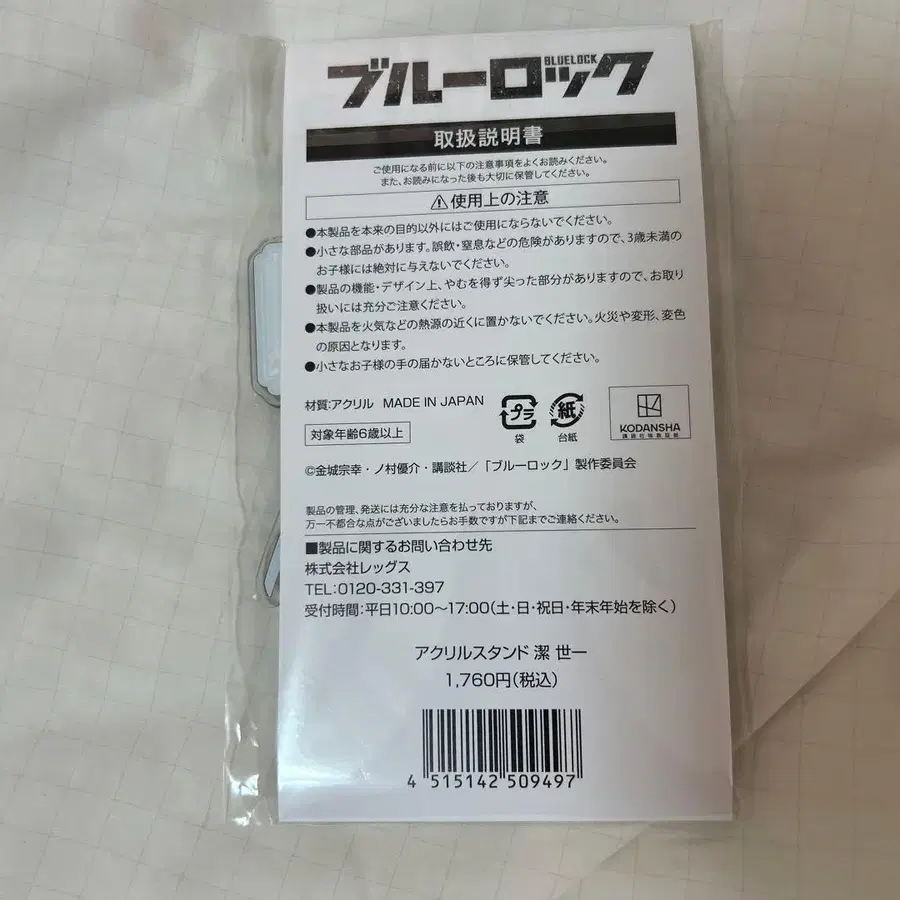 ブルーロック
BLUELOCK
取扱説明書
ご使用になる前に以下の注意事項をよくお読みください。
また、お読みになった後も大切に保管してください。
⚠使用上の注意
●本製品を本来の目的以外にはご使用にならないでください。
●小さな部品があります。誤飲・窒息などの危険がありますので、3歳未満の
お子様には絶対に与えないでください。
●製品の機能・デザイン上、やむを得ず尖った部分がありますので、お取り
扱いには充分ご注意ください。
●本製品を火気などの熱源の近くに置かないでください。火災や変形、変色
の原因となります。
●小さなお子様の手の届かないところに保管してください。
材質:アクリル MADE IN JAPAN
対象年齢6歳以上
プラ
袋
紙
台紙
KODANSHA
講談社特徴証紙
©金城宗幸・ノ村優介・講談社/「ブルーロック」製作委員会
製品の管理、発送には充分な注意を払っておりますが、
万一不都合な点がございましたらお手数ですが下記までご連絡ください。
■製品に関するお問い合わせ先
株式会社レッグス
TEL:0120-331-397
受付時間:平日10:00〜17:00(土・日・祝日・年末年始を除く)
アクリルスタンド 潔 世一
1,760円(税込)
4 515142 509497